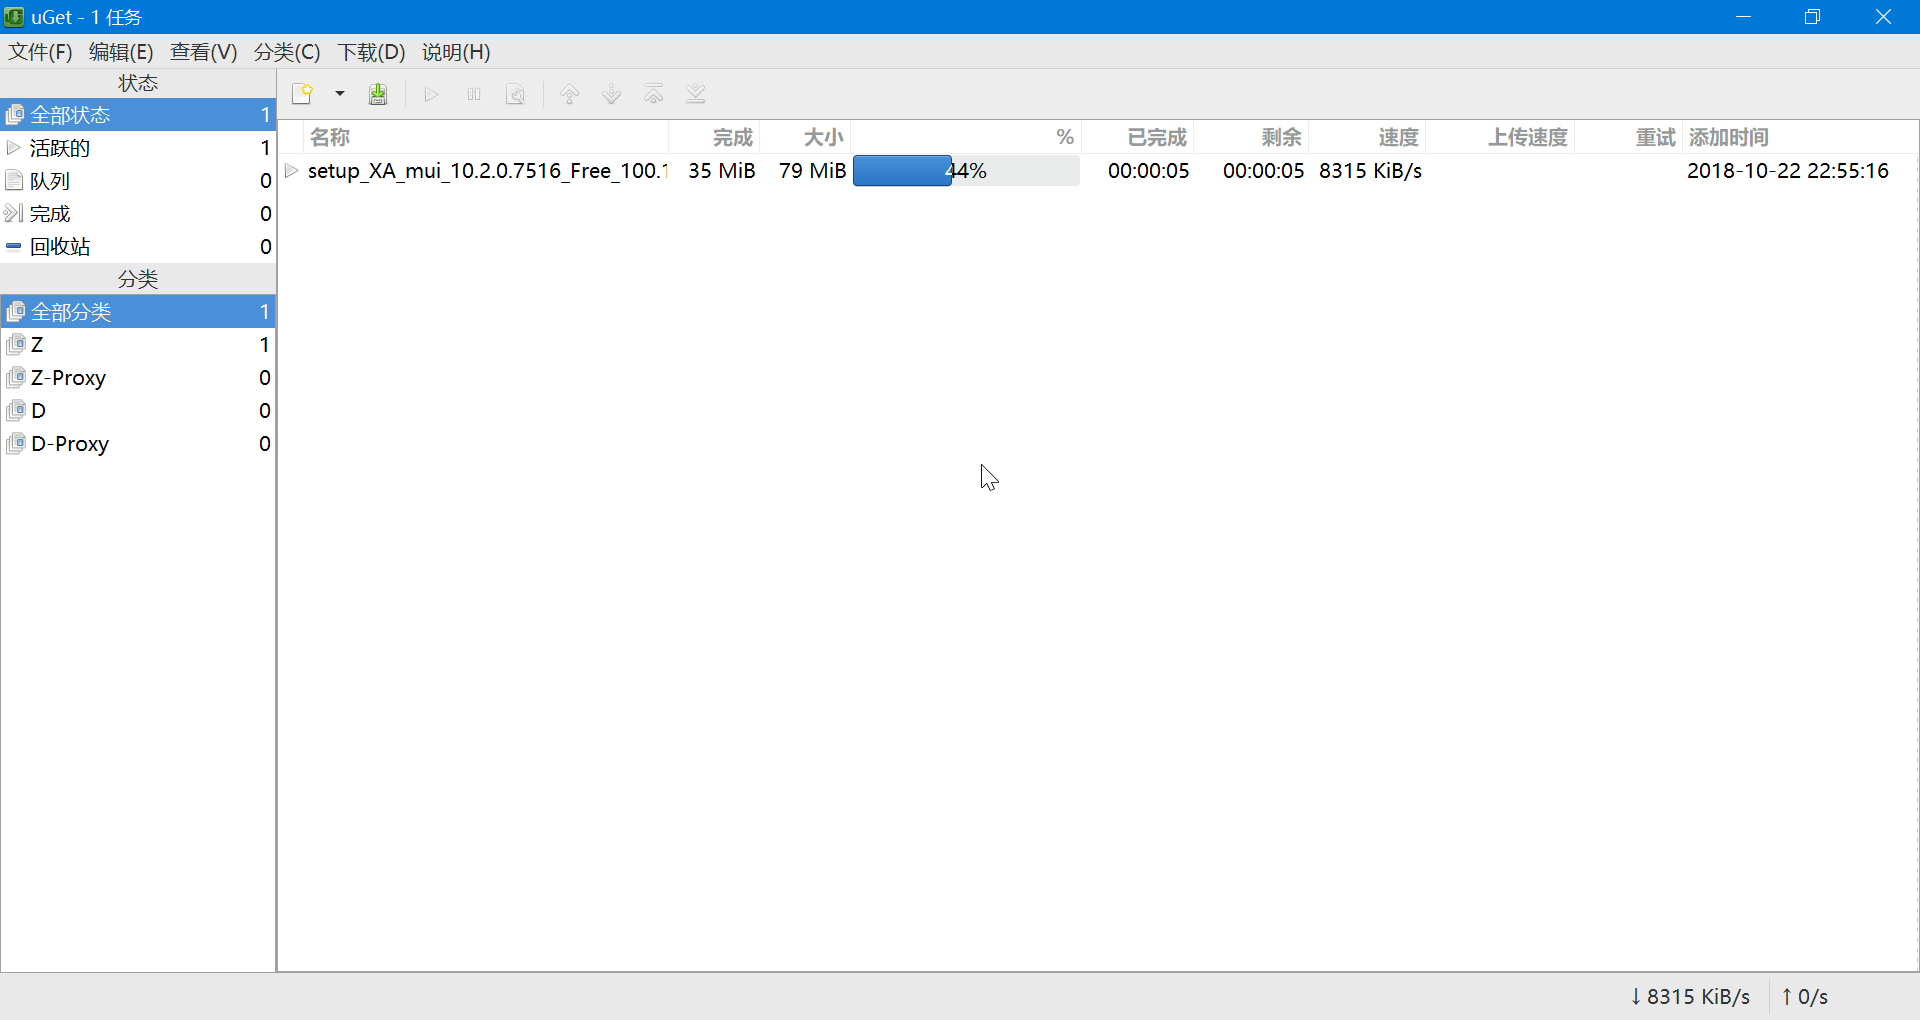 uGet - 1 任务
文件(F) 编辑(E) 查看(V) 分类(C) 下载(D) 说明(H)
状态
全部状态 1
活跃的 1
队列 0
完成 0
回收站 0
分类
全部分类 1
Z 1
Z-Proxy 0
D 0
D-Proxy 0
名称 完成 大小 % 已完成 剩余 速度 上传速度 重试 添加时间
setup_XA_mui_10.2.0.7516_Free_100.1 35 MiB 79 MiB 44% 00:00:05 00:00:05 8315 KiB/s 2018-10-22 22:55:16
↓ 8315 KiB/s ↑ 0/s